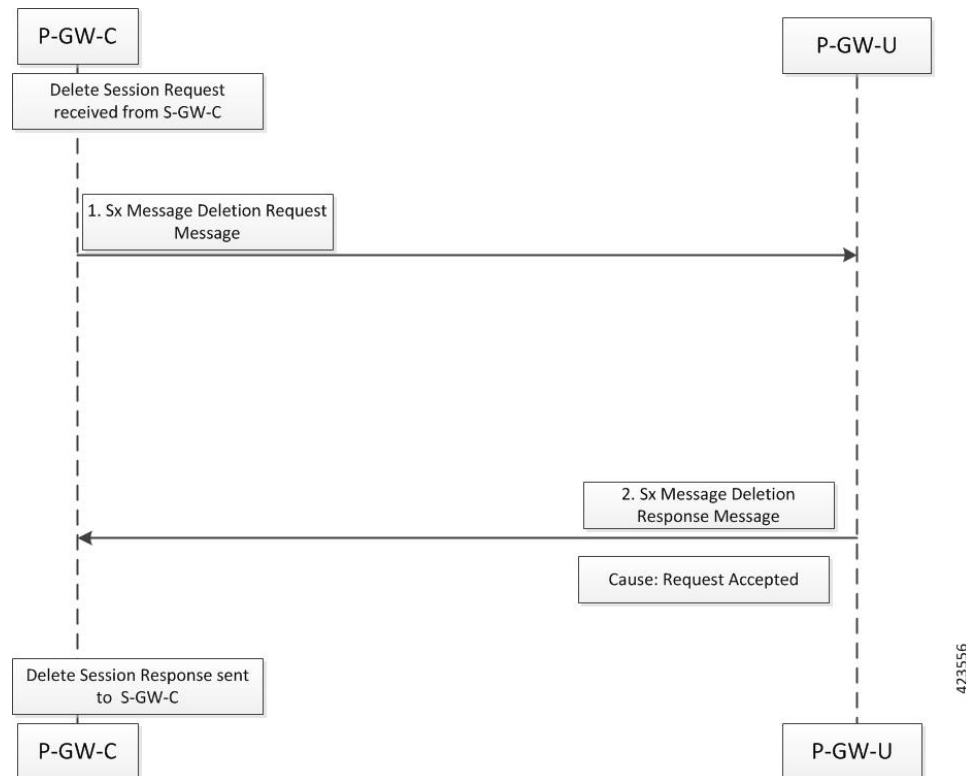 P-GW-C
P-GW-U
Delete Session Request
received from S-GW-C
1. Sx Message Deletion Request
Message
2. Sx Message Deletion
Response Message
Cause: Request Accepted
Delete Session Response sent
to S-GW-C
P-GW-C
P-GW-U
423556